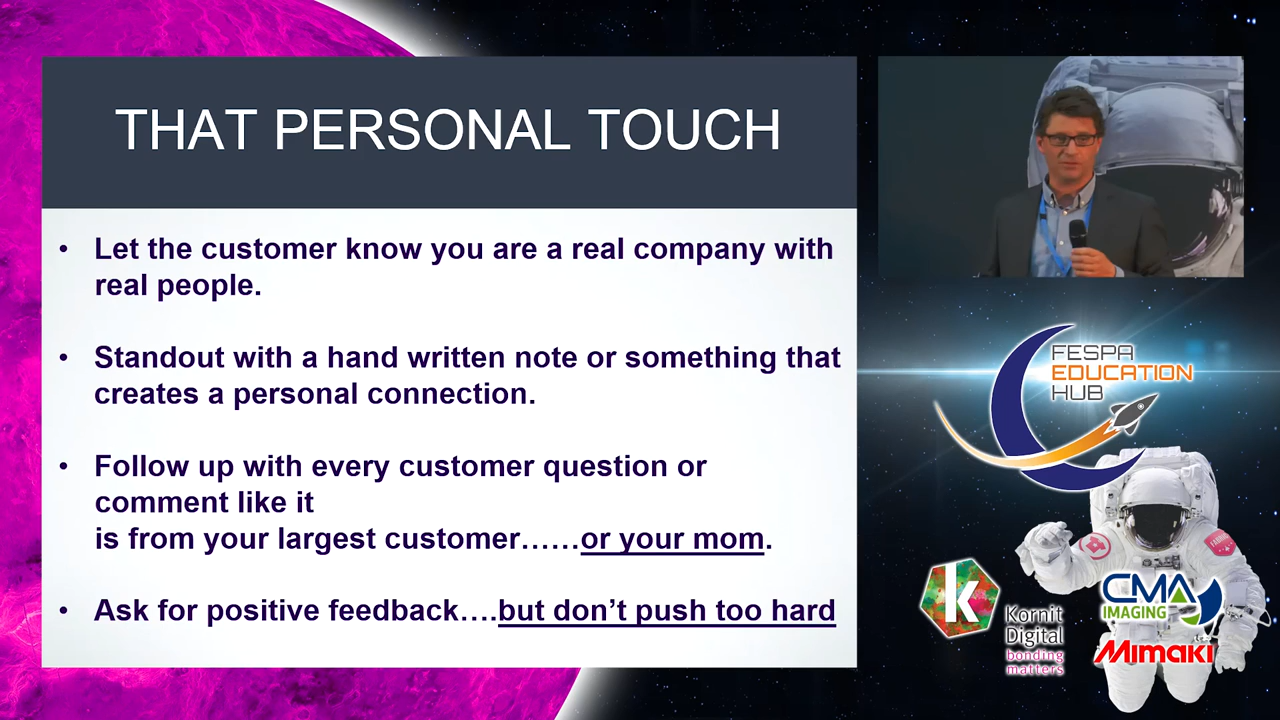 THAT PERSONAL TOUCH
• Let the customer know you are a real company with
real people.
• Standout with a hand written note or something that
creates a personal connection.
• Follow up with every customer question or
comment like it
is from your largest customer……or your mom.
• Ask for positive feedback….but don’t push too hard
FESPA
EDUCATION
HUB
k
Kornit
Digital
bonding
matters
CMA
IMAGING
Mimaki